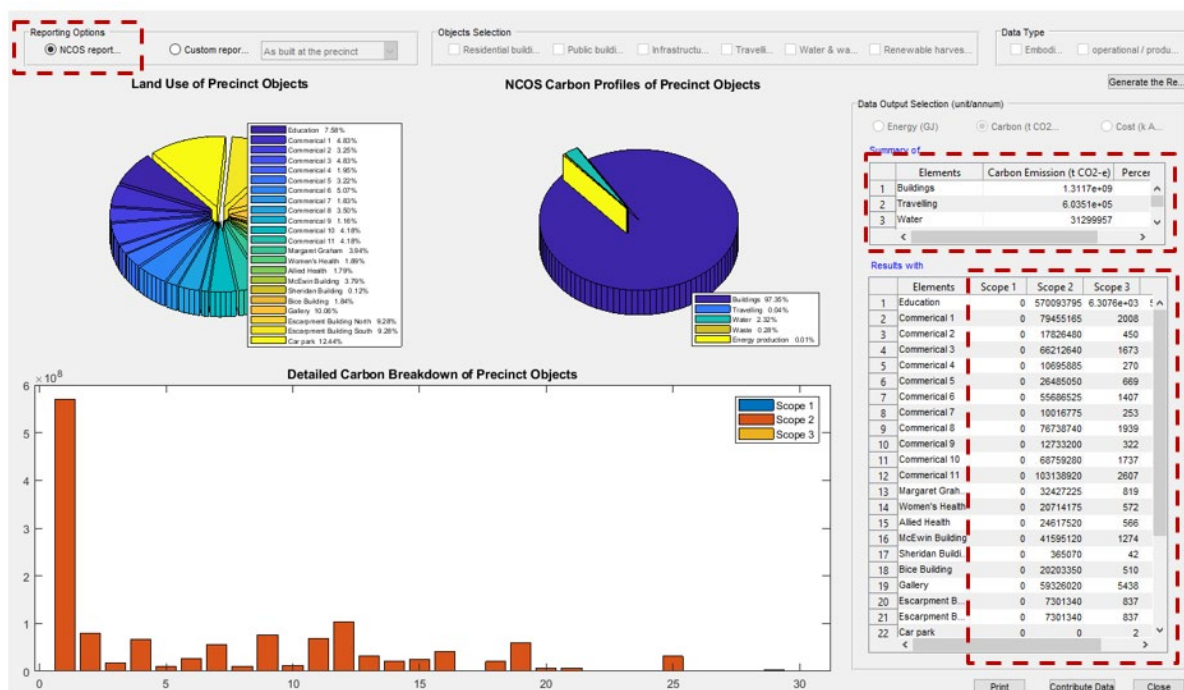 Reporting Options
NCOS report...
Custom repor...
As built at the precinct
Objects Selection
Residential buildi...
Public buildi...
Infrastructu...
Travelli...
Water & wa...
Renewable harves...
Data Type
Embodi...
operational / produ...
Land Use of Precinct Objects
Education 7.58%
Commerical 1 4.83%
Commerical 2 3.25%
Commerical 3 4.83%
Commerical 4 1.95%
Commerical 5 3.22%
Commerical 6 5.07%
Commerical 7 1.83%
Commerical 8 3.50%
Commerical 9 1.16%
Commerical 10 4.18%
Commerical 11 4.18%
Margaret Graham 3.94%
Women's Health 1.89%
Allied Health 1.79%
McEwin Building 3.79%
Sheridan Building 0.12%
Bice Building 1.84%
Gallery 10.06%
Escarpment Building North 9.28%
Escarpment Building South 9.28%
Car park 12.44%
NCOS Carbon Profiles of Precinct Objects
Buildings 97.35%
Travelling 0.04%
Water 2.32%
Waste 0.28%
Energy production 0.01%
Generate the Re...
Data Output Selection (unit/annum)
Energy (GJ)
Carbon (t CO2...
Cost (k A...
Summary of
Elements Carbon Emission (t CO2-e) Percer
1 Buildings 1.3117e+09
2 Travelling 6.0351e+05
3 Water 31299957
Results with
Elements Scope 1 Scope 2 Scope 3
1 Education 0 570093795 6.3076e+03
2 Commerical 1 0 79455165 2008
3 Commerical 2 0 17826480 450
4 Commerical 3 0 66212640 1673
5 Commerical 4 0 10695885 270
6 Commerical 5 0 26485050 669
7 Commerical 6 0 55686525 1407
8 Commerical 7 0 10016775 253
9 Commerical 8 0 76738740 1939
10 Commerical 9 0 12733200 322
11 Commerical 10 0 68759280 1737
12 Commerical 11 0 103138920 2607
13 Margaret Grah... 0 32427225 819
14 Women's Health 0 20714175 572
15 Allied Health 0 24617520 566
16 McEwin Building 0 41595120 1274
17 Sheridan Buildi... 0 365070 42
18 Bice Building 0 20203350 510
19 Gallery 0 59326020 5438
20 Escarpment B... 0 7301340 837
21 Escarpment B... 0 7301340 837
22 Car park 0 0 2
Detailed Carbon Breakdown of Precinct Objects
×10⁸
6
5
4
3
2
1
0
0 5 10 15 20 25 30
Scope 1
Scope 2
Scope 3
Print
Contribute Data
Close